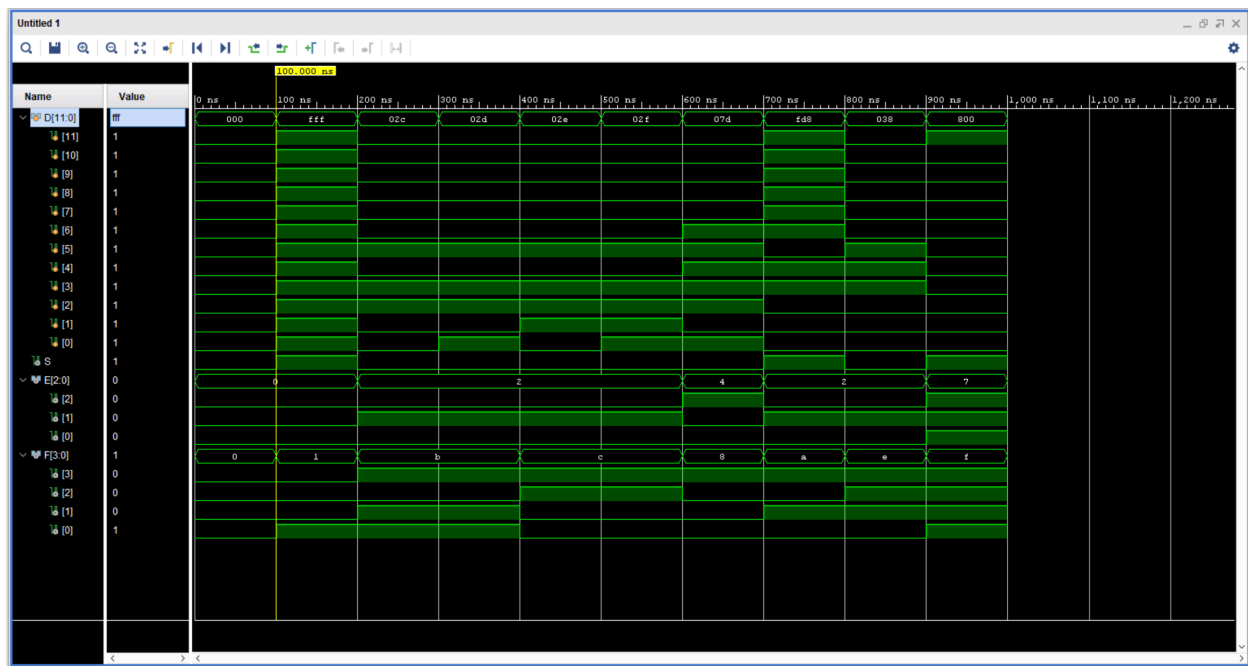 Untitled 1
100.000 ns
Name Value
0 ns 100 ns 200 ns 300 ns 400 ns 500 ns 600 ns 700 ns 800 ns 900 ns 1,000 ns 1,100 ns 1,200 ns
D[11:0] fff 000 fff 02c 02d 02e 02f 07d fd8 038 800
[11] 1
[10] 1
[9] 1
[8] 1
[7] 1
[6] 1
[5] 1
[4] 1
[3] 1
[2] 1
[1] 1
[0] 1
S 1
E[2:0] 0 0 2 4 2 7
[2] 0
[1] 0
[0] 0
F[3:0] 1 0 1 b c 8 a e f
[3] 0
[2] 0
[1] 0
[0] 1